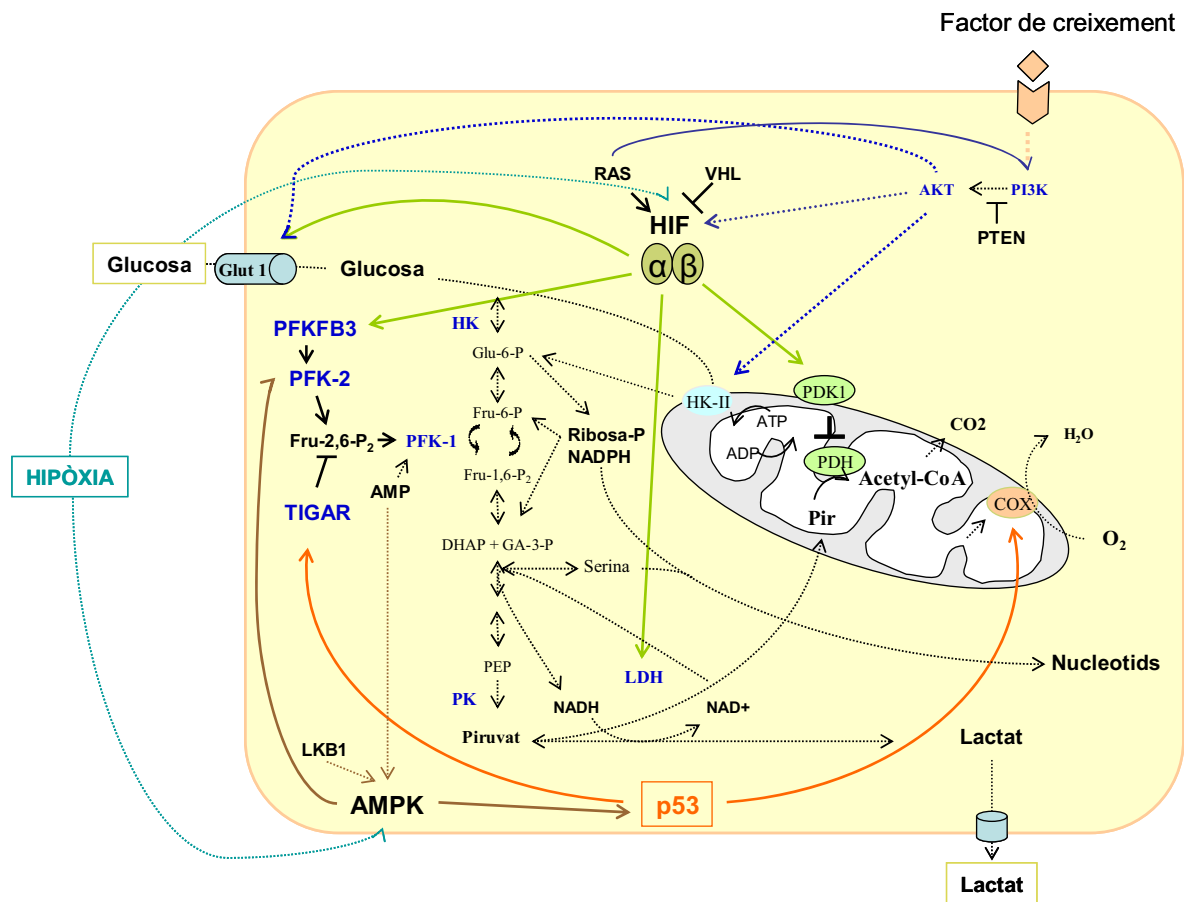 Factor de creixement
RAS
VHL
AKT
PI3K
HIF
PTEN
α
β
Glucosa
Glut 1
Glucosa
PFKFB3
HK
Glu-6-P
PFK-2
HK-II
PDK1
Fru-6-P
ATP
CO2
H₂O
Fru-2,6-P₂
PFK-1
Ribosa-P
NADPH
ADP
PDH
Acetyl-CoA
HIPÒXIA
Fru-1,6-P₂
AMP
COX
TIGAR
Pir
O₂
DHAP + GA-3-P
Serina
PEP
LDH
Nucleotids
PK
NADH
NAD+
Piruvat
Lactat
LKB1
AMPK
p53
Lactat